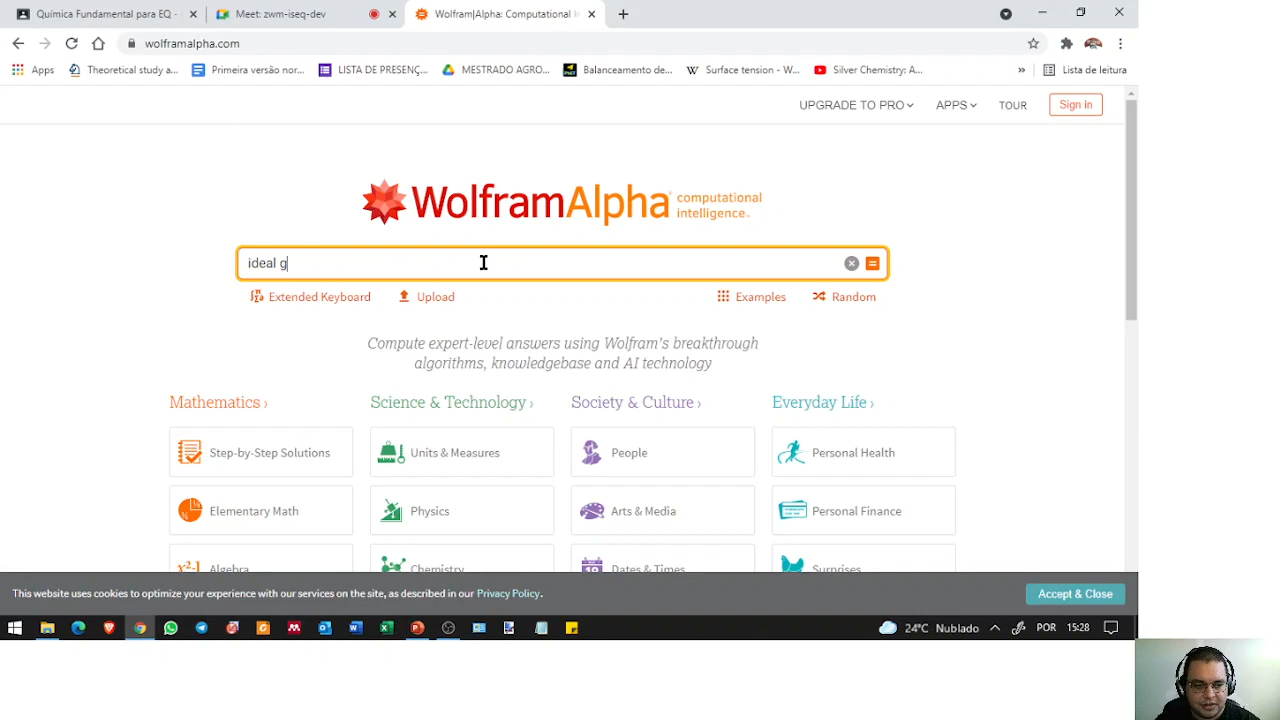 Química Fundamental para EQ -
Meet: zwm-iseq-dev
Wolfram|Alpha: Computational I
wolframalpha.com
Apps
Theoretical study a...
Primeira versão nor...
LISTA DE PRESENÇ...
MESTRADO AGRO...
Balanceamento de...
Surface tension - W...
Silver Chemistry: A...
»
Lista de leitura
UPGRADE TO PRO
APPS
TOUR
Sign in
WolframAlpha computational
intelligence.
ideal g
Extended Keyboard
Upload
Examples
Random
Compute expert-level answers using Wolfram's breakthrough
algorithms, knowledgebase and AI technology
Mathematics ›
Science & Technology ›
Society & Culture ›
Everyday Life ›
Step-by-Step Solutions
Units & Measures
People
Personal Health
Elementary Math
Physics
Arts & Media
Personal Finance
Algebra
Chemistry
Dates & Times
Surprises
This website uses cookies to optimize your experience with our services on the site, as described in our Privacy Policy.
Accept & Close
24°C Nublado
POR
15:28